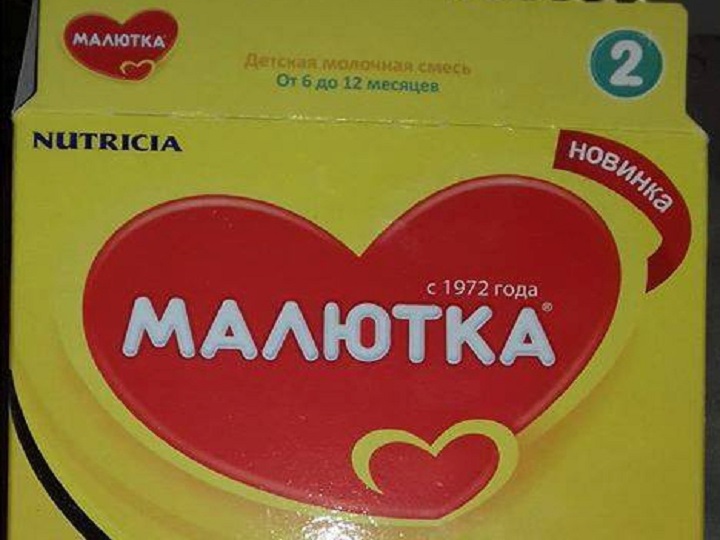 МАЛЮТКА
Детская молочная смесь
От 6 до 12 месяцев
2
NUTRICIA
НОВИНКА
с 1972 года
МАЛЮТКА®